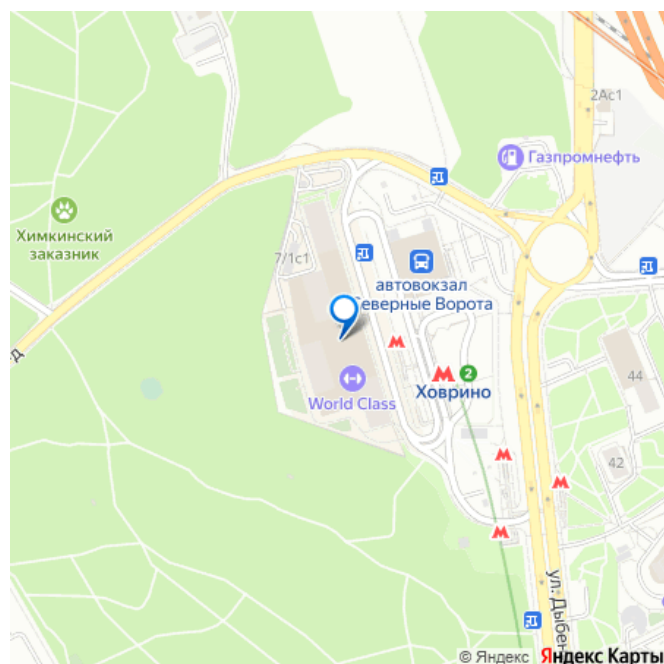 2Ас1
Газпромнефть
Химкинский
заказник
7/1с1
автовокзал
Северные Ворота
2
Ховрино
World Class
44
42
ул. Дыбен
© Яндекс Яндекс Карты